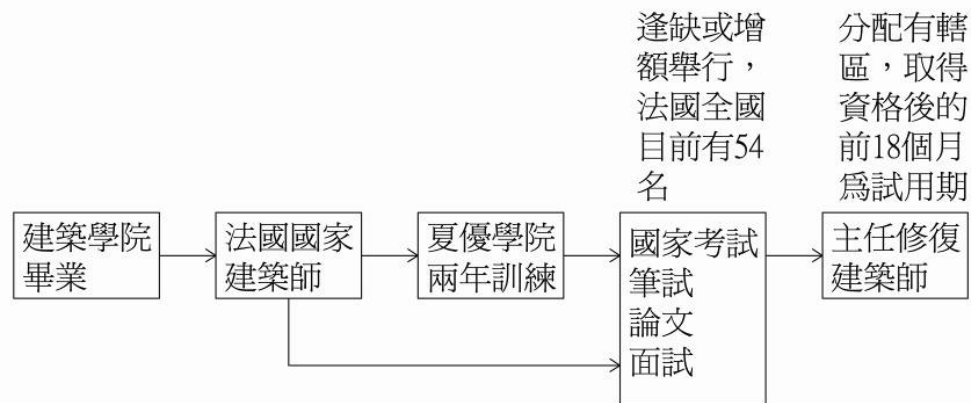 逢缺或增
額舉行，
法國全國
目前有54
名
分配有轄
區，取得
資格後的
前18個月
爲試用期
建築學院
畢業
法國國家
建築師
夏優學院
兩年訓練
國家考試
筆試
論文
面試
主任修復
建築師